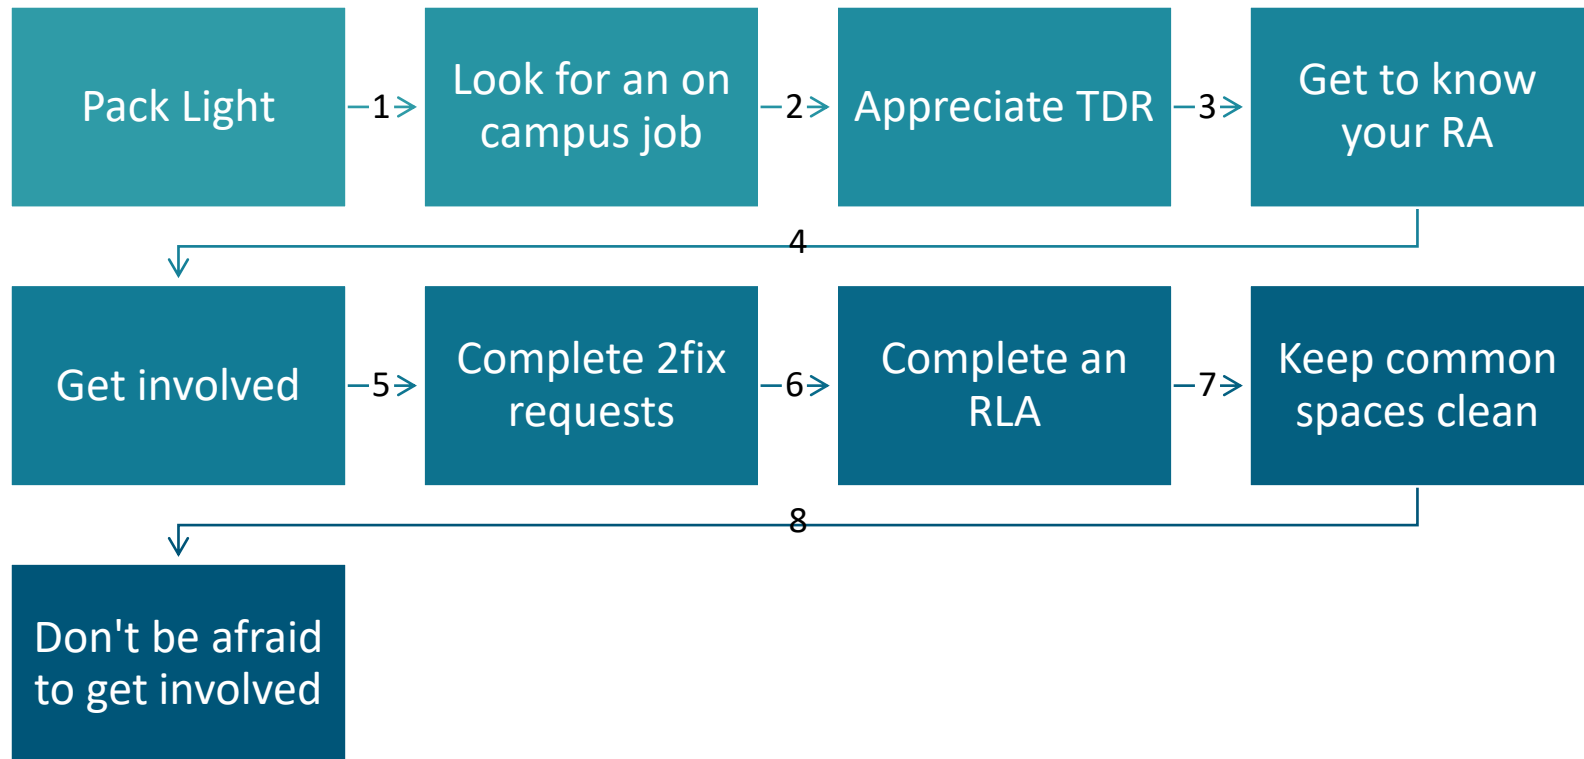 Pack Light
1
Look for an on
campus job
2
Appreciate TDR
3
Get to know
your RA
4
Get involved
5
Complete 2fix
requests
6
Complete an
RLA
7
Keep common
spaces clean
8
Don't be afraid
to get involved